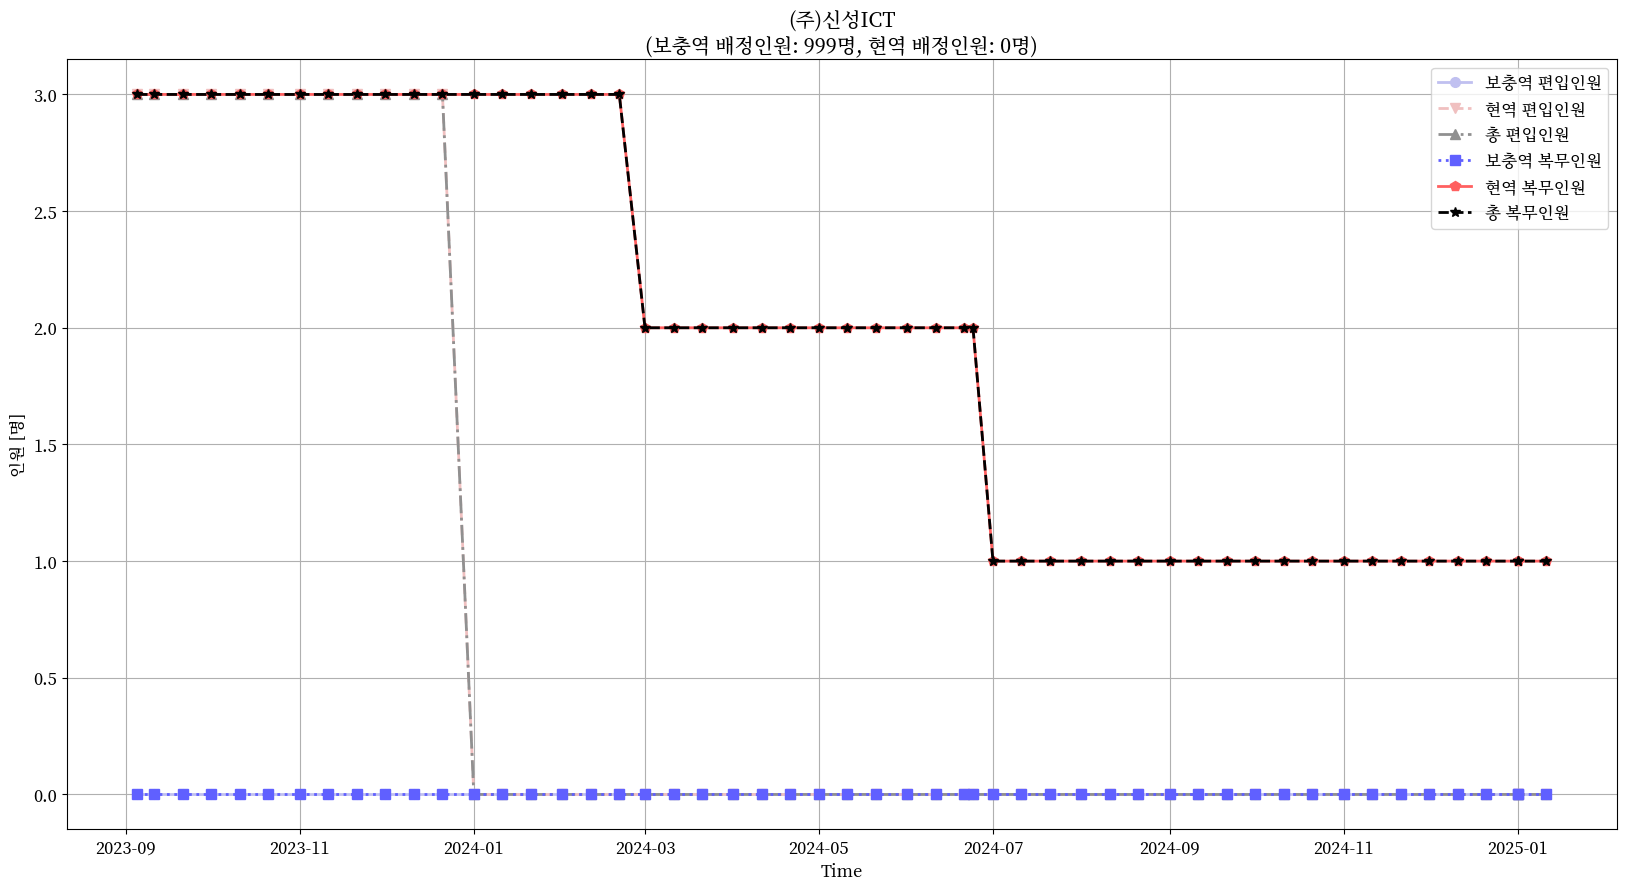 (주)신성ICT
(보충역 배정인원: 999명, 현역 배정인원: 0명)
보충역 편입인원
현역 편입인원
총 편입인원
보충역 복무인원
현역 복무인원
총 복무인원
3.0
2.5
2.0
1.5
1.0
0.5
0.0
인원 [명]
2023-09 2023-11 2024-01 2024-03 2024-05 2024-07 2024-09 2024-11 2025-01
Time